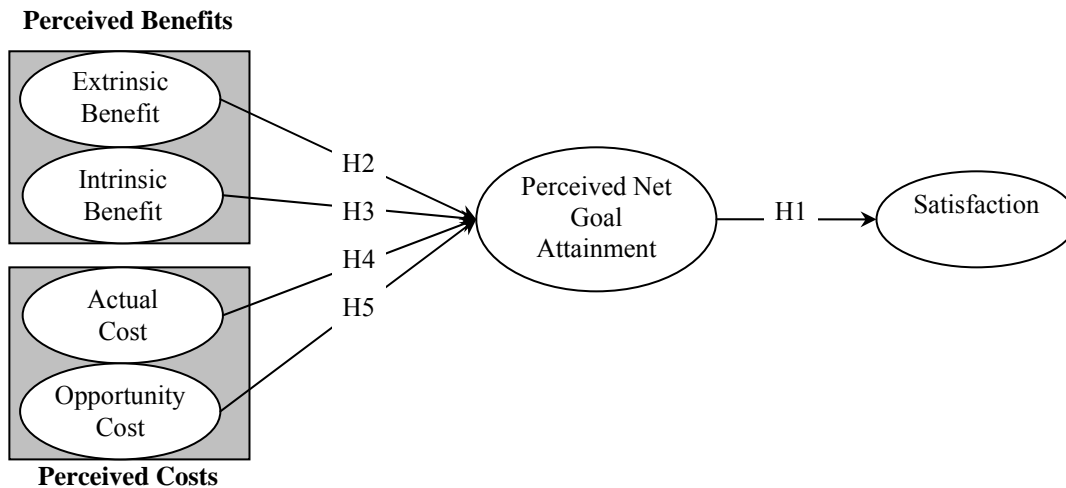 Perceived Benefits
Extrinsic
Benefit
Intrinsic
Benefit
H2
H3
H4
H5
Actual
Cost
Opportunity
Cost
Perceived Costs
Perceived Net
Goal
Attainment
H1
Satisfaction